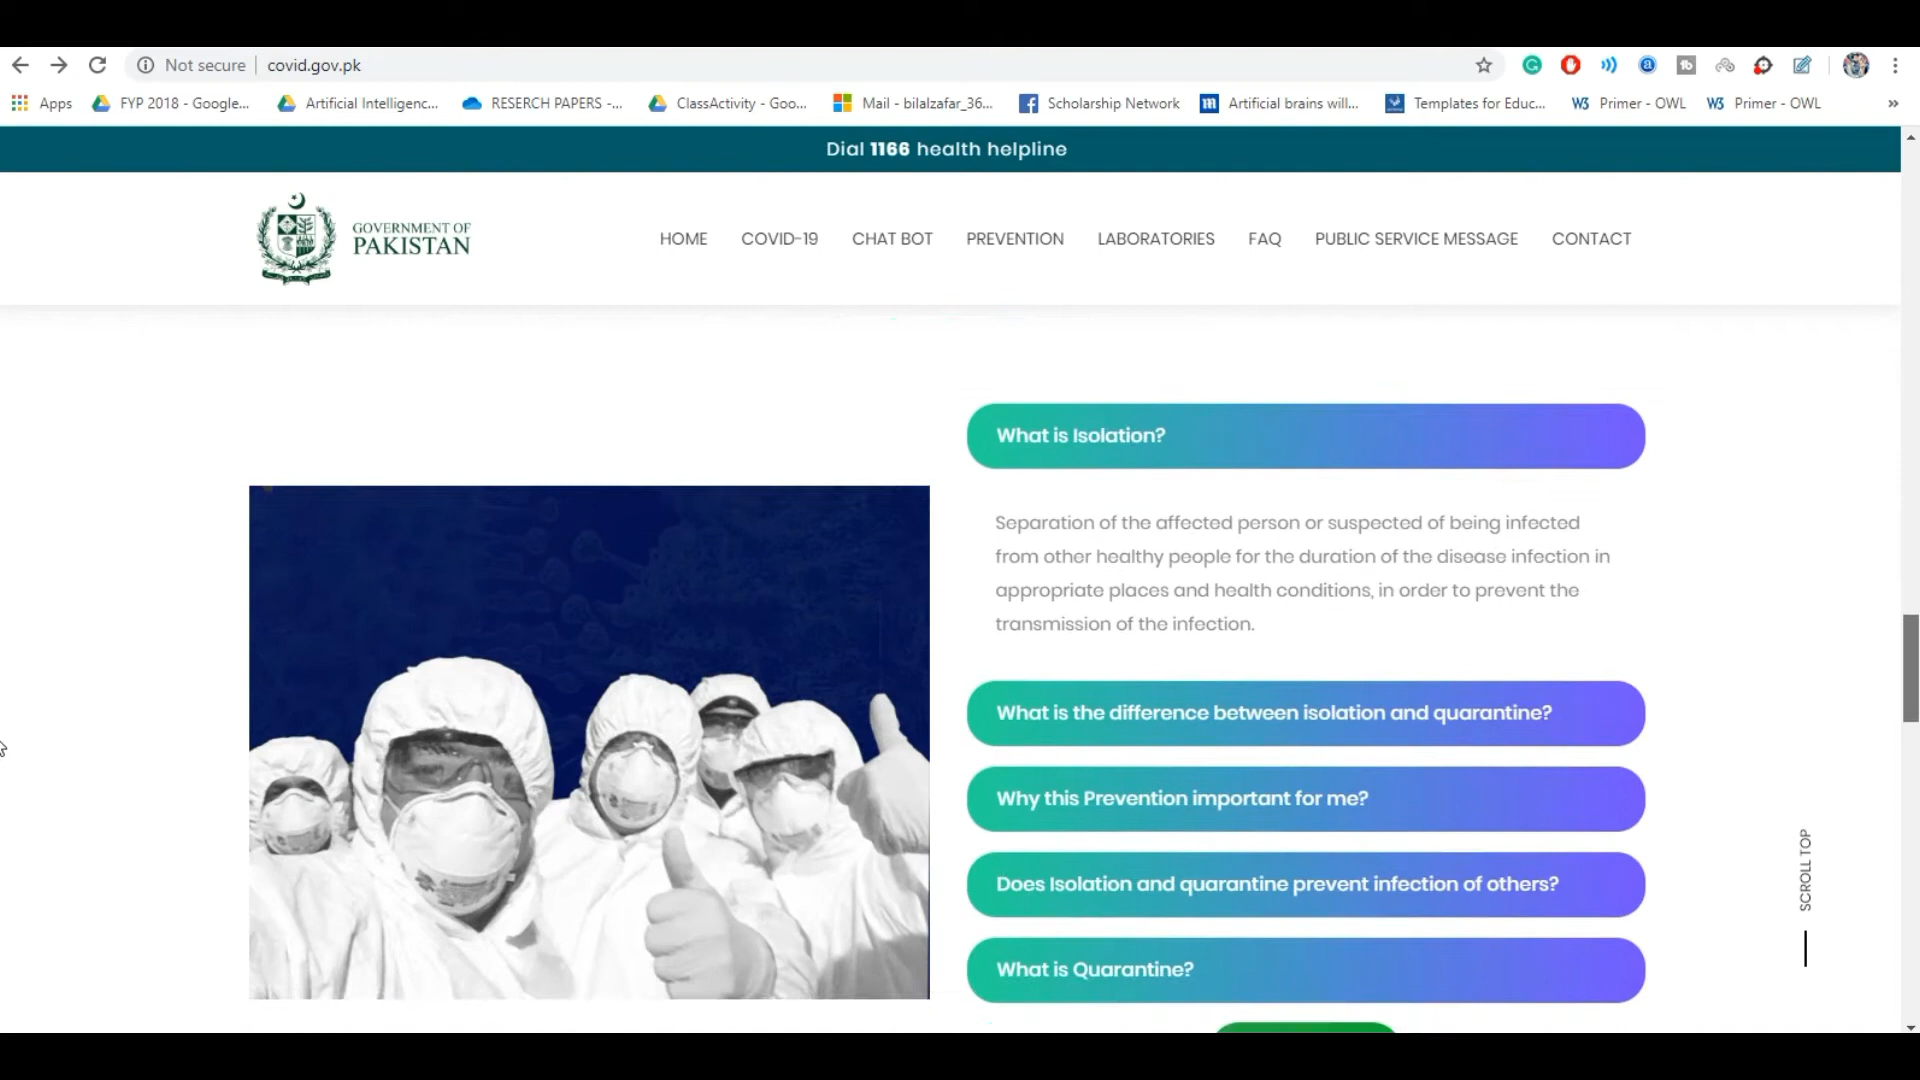 Not secure covid.gov.pk
Apps FYP 2018 - Google... Artificial Intelligenc... RESERCH PAPERS -... ClassActivity - Goo... Mail - bilalzafar_36... Scholarship Network Artificial brains will... Templates for Educ... W3 Primer - OWL W3 Primer - OWL »
Dial 1166 health helpline
GOVERNMENT OF
PAKISTAN
HOME COVID-19 CHAT BOT PREVENTION LABORATORIES FAQ PUBLIC SERVICE MESSAGE CONTACT
What is Isolation?
Separation of the affected person or suspected of being infected
from other healthy people for the duration of the disease infection in
appropriate places and health conditions, in order to prevent the
transmission of the infection.
What is the difference between isolation and quarantine?
Why this Prevention important for me?
Does Isolation and quarantine prevent infection of others?
What is Quarantine?
SCROLL TOP